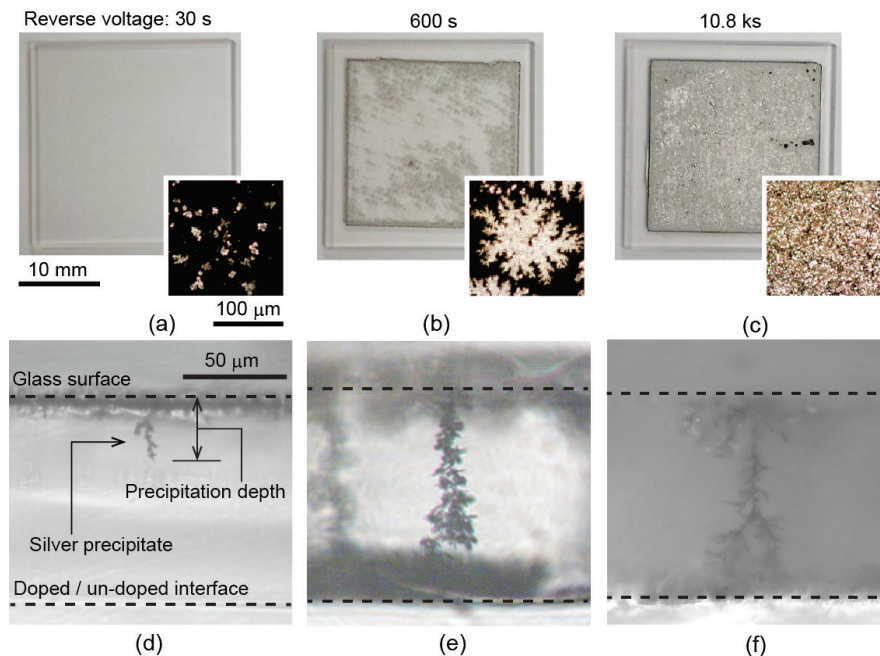 Reverse voltage: 30 s
600 s
10.8 ks
10 mm
100 μm
(a)
(b)
(c)
50 μm
Glass surface
Precipitation depth
Silver precipitate
Doped / un-doped interface
(d)
(e)
(f)